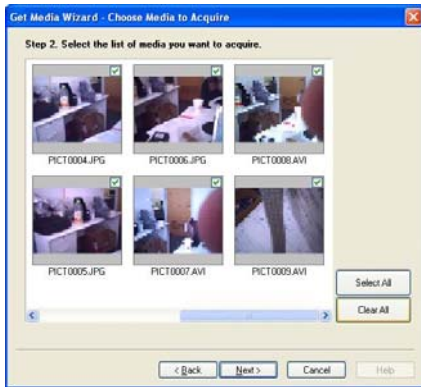 Get Media Wizard - Choose Media to Acquire
Step 2. Select the list of media you want to acquire.
PICT0004.JPG PICT0006.JPG PICT0008.AVI
PICT0005.JPG PICT0007.AVI PICT0009.AVI
Select All
Clear All
< Back Next > Cancel Help